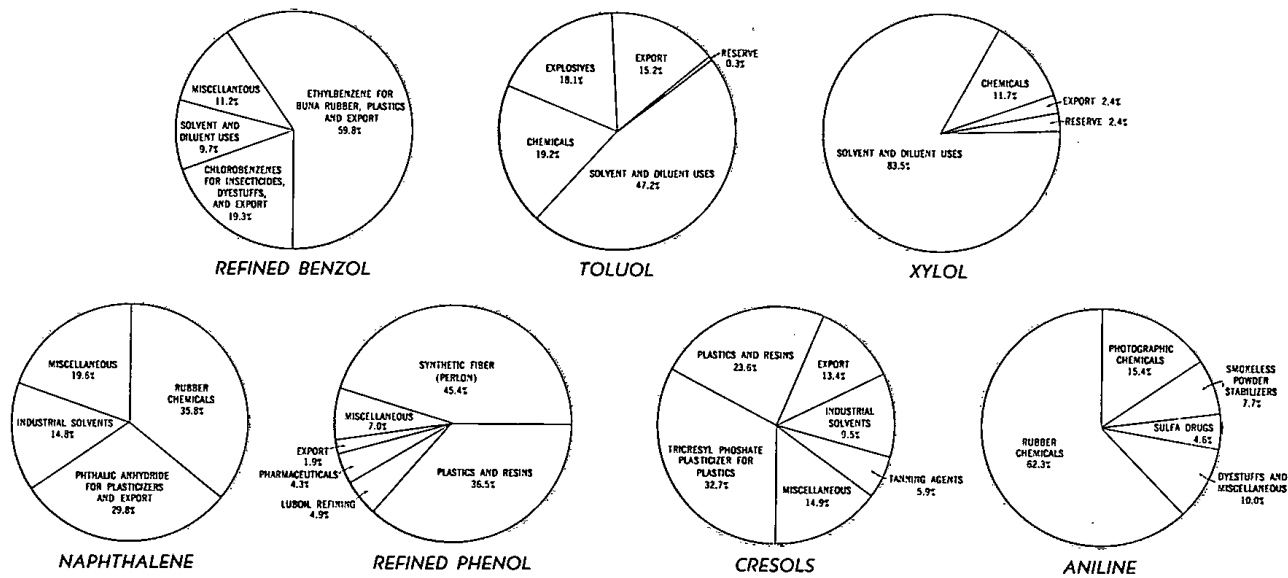 MISCELLANEOUS
11.2%
ETHYLBENZENE FOR
BUNA RUBBER, PLASTICS
AND EXPORT
59.8%
SOLVENT AND
DILUENT USES
9.7%
CHLOROBENZENES
FOR INSECTICIDES,
DYESTUFFS,
AND EXPORT
19.3%
REFINED BENZOL
EXPLOSIVES
18.1%
EXPORT
15.2%
RESERVE
0.3%
CHEMICALS
19.2%
SOLVENT AND DILUENT USES
47.2%
TOLUOL
CHEMICALS
11.7%
EXPORT 2.4%
RESERVE 2.4%
SOLVENT AND DILUENT USES
83.5%
XYLOL
MISCELLANEOUS
19.6%
RUBBER
CHEMICALS
35.8%
INDUSTRIAL SOLVENTS
14.8%
PHTHALIC ANHYDRIDE
FOR PLASTICIZERS
AND EXPORT
29.8%
NAPHTHALENE
SYNTHETIC FIBER
(PERLON)
45.4%
MISCELLANEOUS
7.0%
EXPORT
1.9%
PHARMACEUTICALS
4.3%
LUBOIL REFINING
4.9%
PLASTICS AND RESINS
36.5%
REFINED PHENOL
PLASTICS AND RESINS
23.6%
EXPORT
13.4%
INDUSTRIAL
SOLVENTS
9.5%
TRICRESYL PHOSHATE
PLASTICIZER FOR
PLASTICS
32.7%
TANNING AGENTS
5.9%
MISCELLANEOUS
14.9%
CRESOLS
PHOTOGRAPHIC
CHEMICALS
15.4%
SMOKELESS
POWDER
STABILIZERS
7.7%
SULFA DRUGS
4.6%
RUBBER
CHEMICALS
62.3%
DYESTUFFS AND
MISCELLANEOUS
10.0%
ANILINE